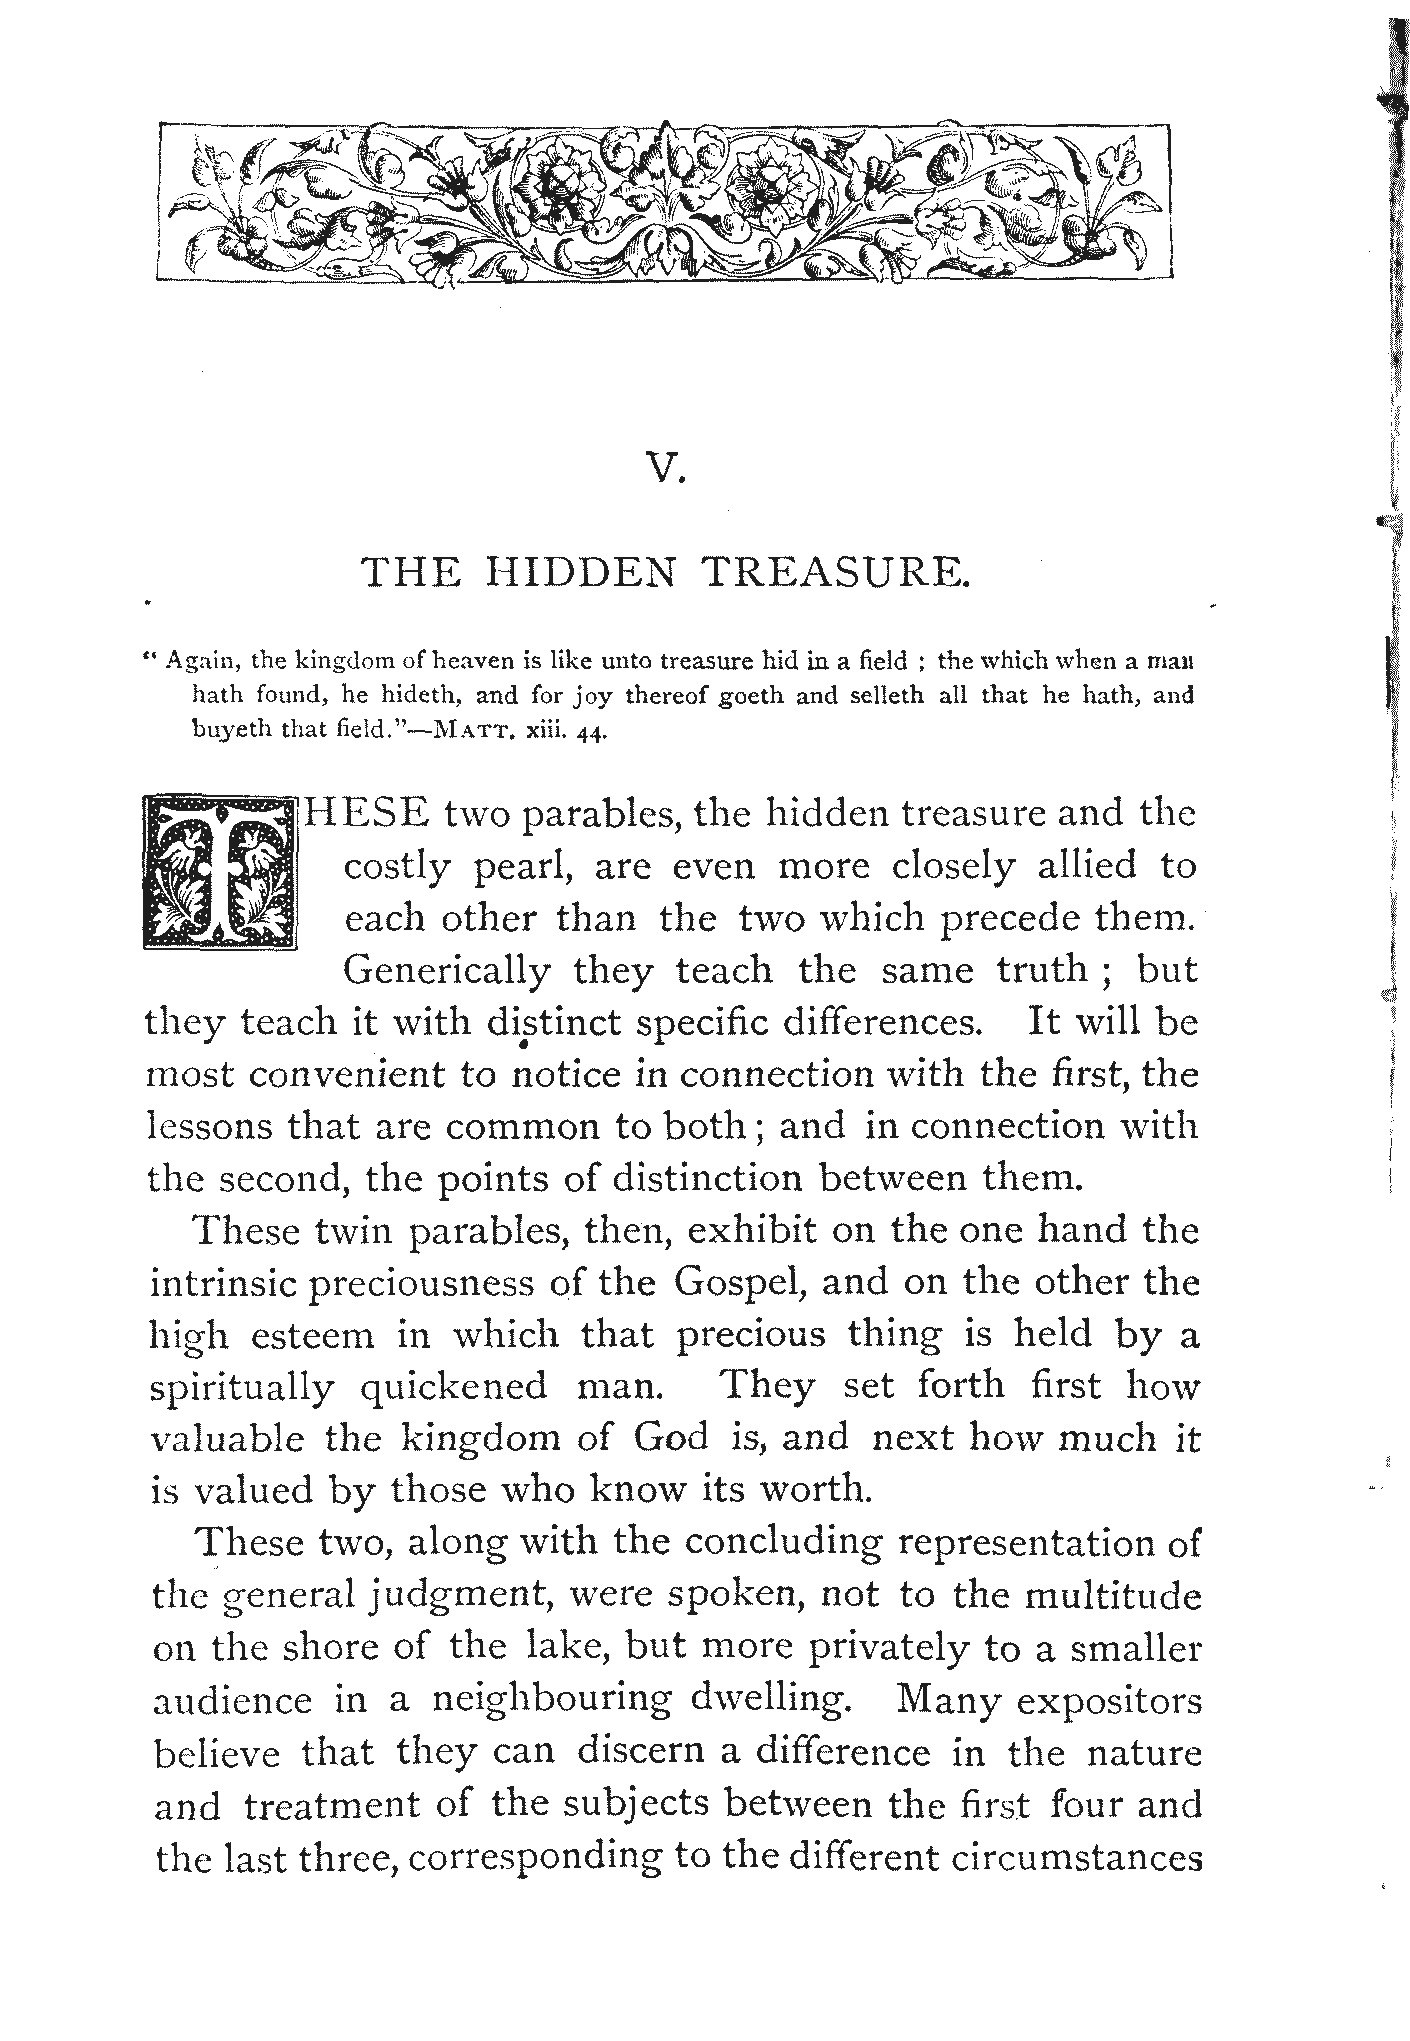 V.
THE HIDDEN TREASURE.
“ Again, the kingdom of heaven is like unto treasure hid in a field ; the which when a man
hath found, he hideth, and for joy thereof goeth and selleth all that he hath, and
buyeth that field.”—MATT. xiii. 44.
THESE two parables, the hidden treasure and the
costly pearl, are even more closely allied to
each other than the two which precede them.
Generically they teach the same truth ; but
they teach it with distinct specific differences. It will be
most convenient to notice in connection with the first, the
lessons that are common to both ; and in connection with
the second, the points of distinction between them.
These twin parables, then, exhibit on the one hand the
intrinsic preciousness of the Gospel, and on the other the
high esteem in which that precious thing is held by a
spiritually quickened man. They set forth first how
valuable the kingdom of God is, and next how much it
is valued by those who know its worth.
These two, along with the concluding representation of
the general judgment, were spoken, not to the multitude
on the shore of the lake, but more privately to a smaller
audience in a neighbouring dwelling. Many expositors
believe that they can discern a difference in the nature
and treatment of the subjects between the first four and
the last three, corresponding to the different circumstances